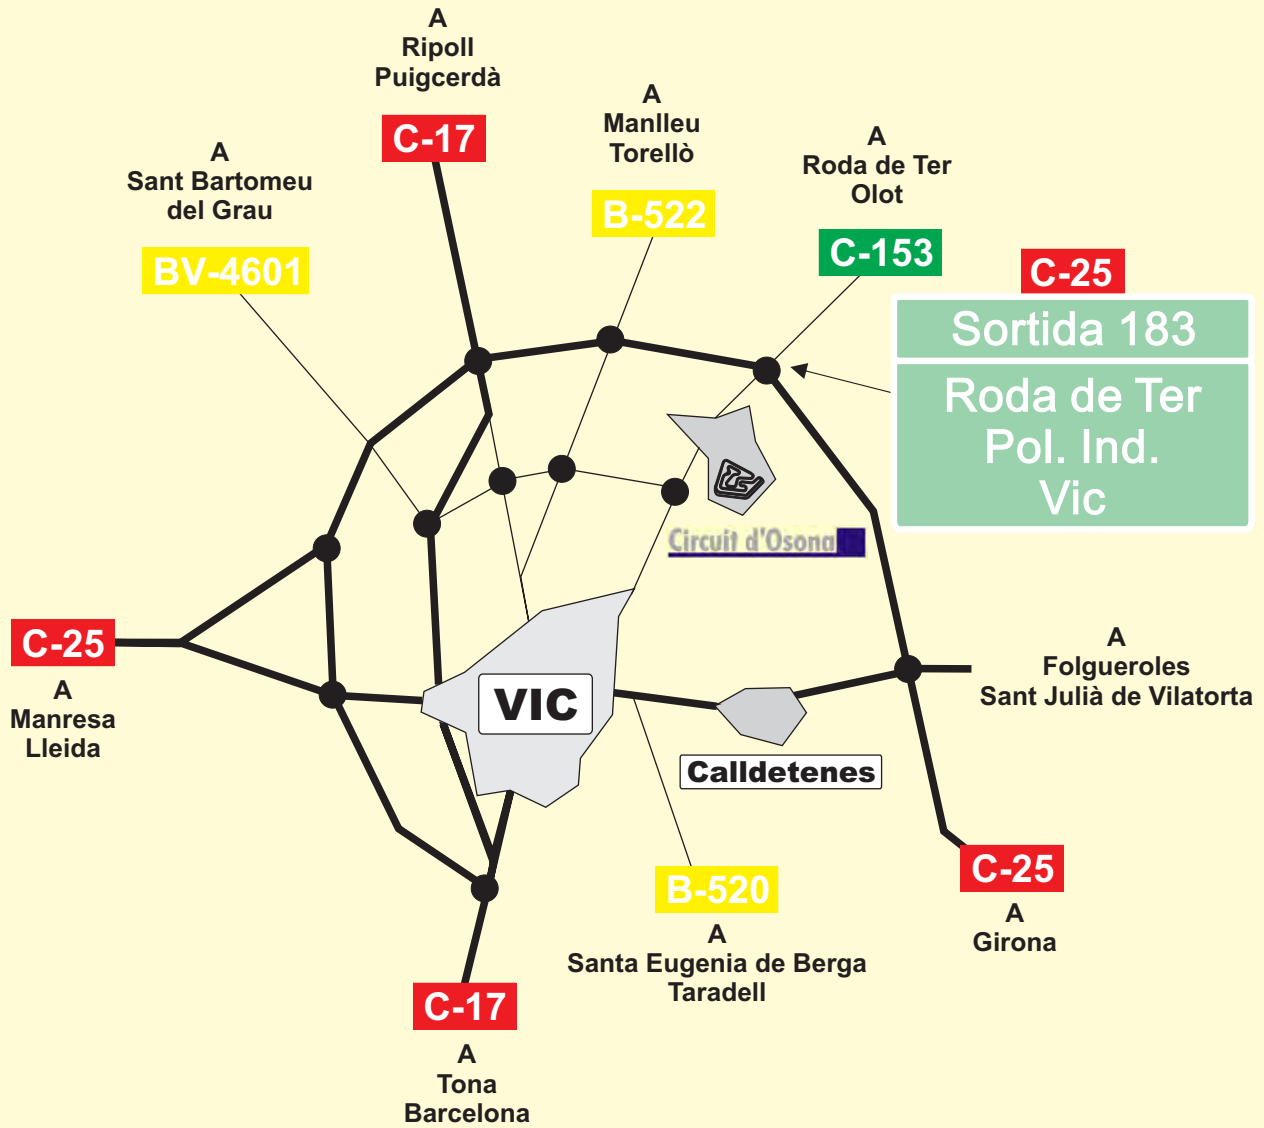 A
Ripoll
Puigcerdà
C-17
A
Manlleu
Torellò
B-522
A
Sant Bartomeu
del Grau
BV-4601
A
Roda de Ter
Olot
C-153
C-25
Sortida 183
Roda de Ter
Pol. Ind.
Vic
Circuit d'Osona
C-25
A
Manresa
Lleida
VIC
A
Folgueroles
Sant Julià de Vilatorta
Calldetenes
B-520
A
Santa Eugenia de Berga
Taradell
C-25
A
Girona
C-17
A
Tona
Barcelona